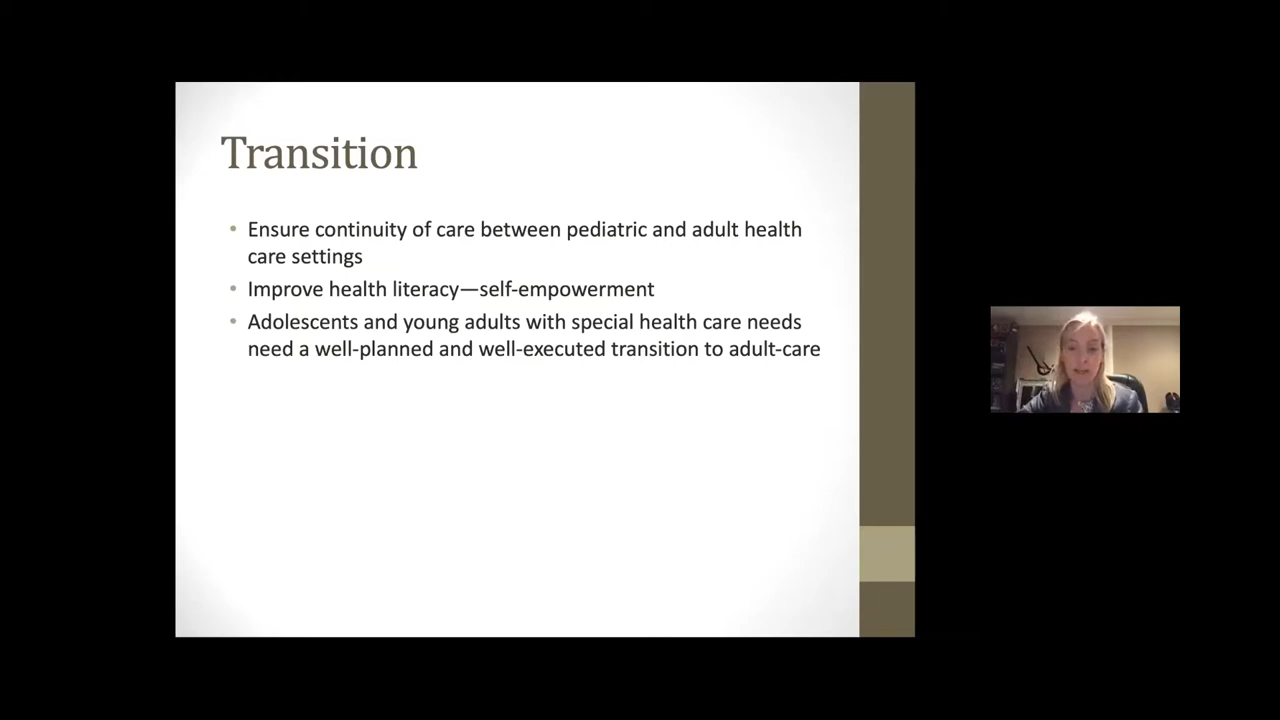 Transition
• Ensure continuity of care between pediatric and adult health
care settings
• Improve health literacy—self-empowerment
• Adolescents and young adults with special health care needs
need a well-planned and well-executed transition to adult-care